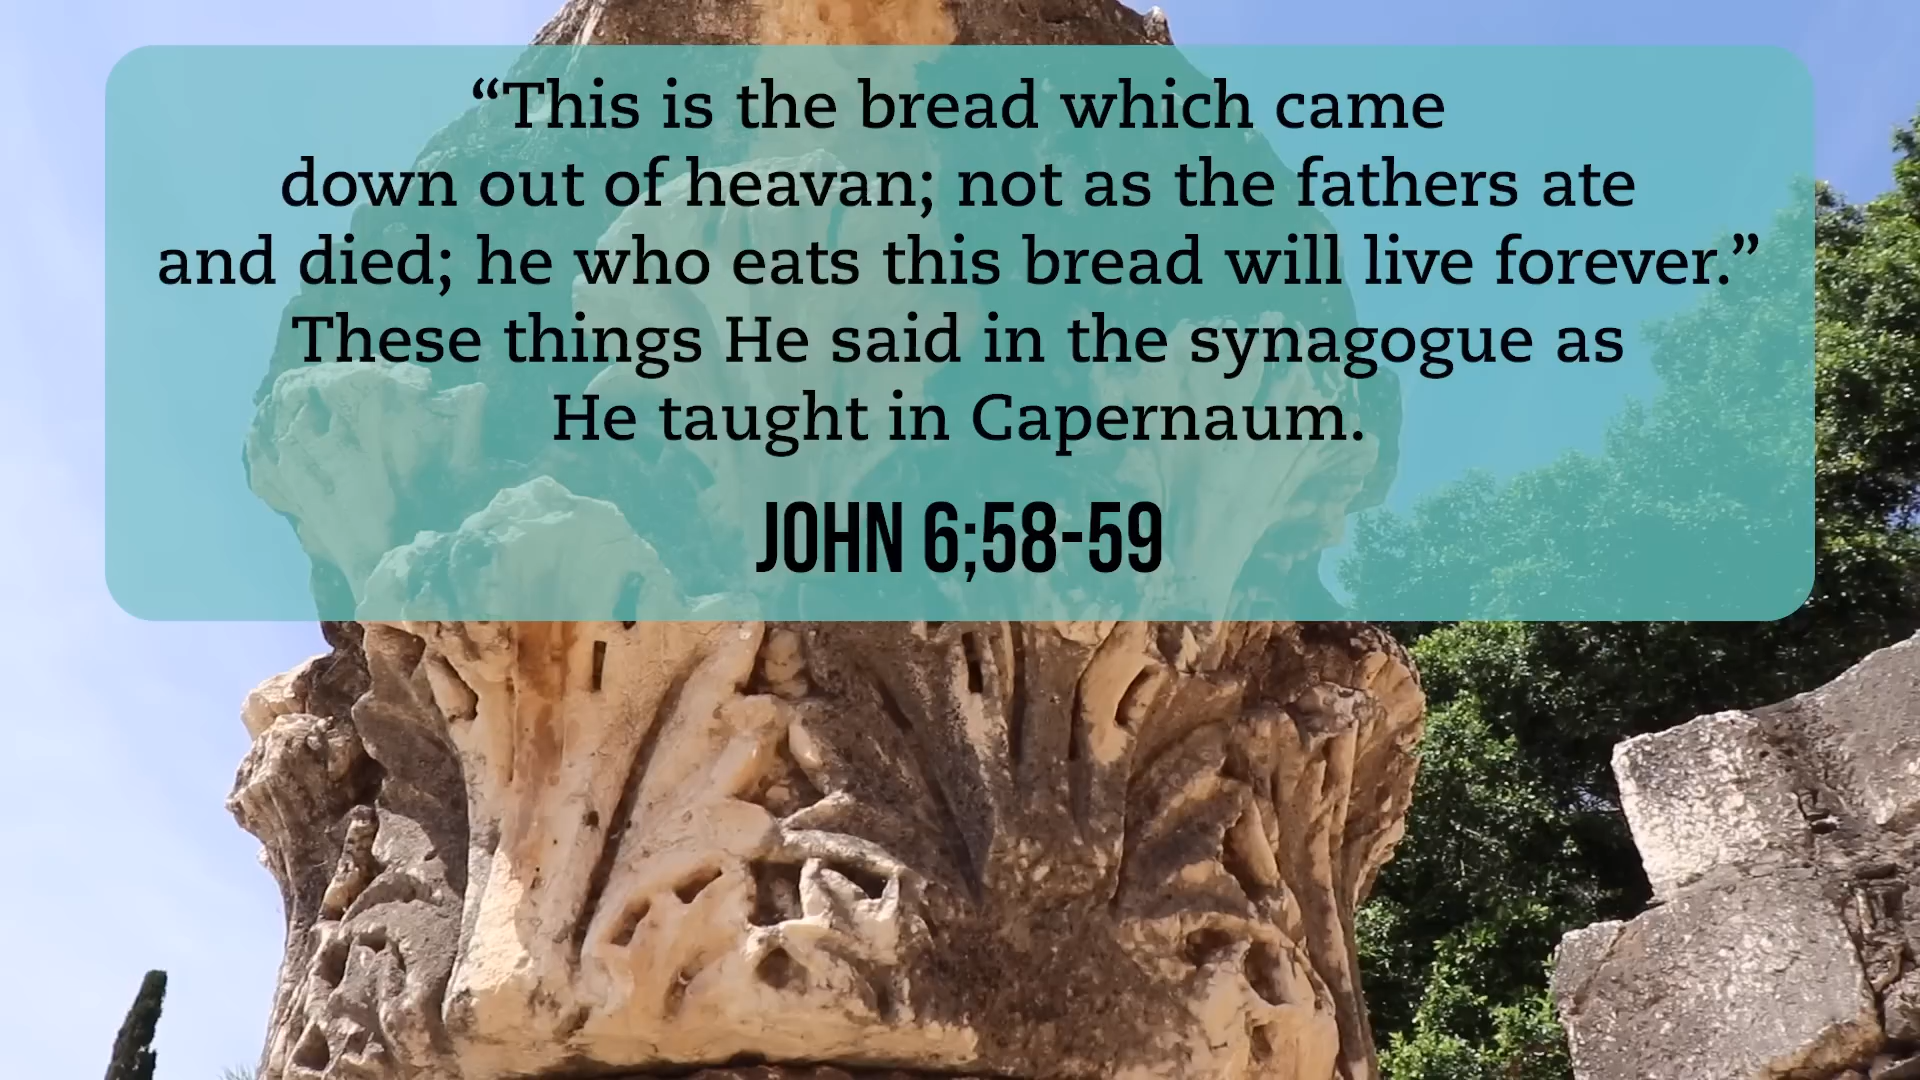 “This is the bread which came
down out of heavan; not as the fathers ate
and died; he who eats this bread will live forever.”
These things He said in the synagogue as
He taught in Capernaum.
JOHN 6;58-59